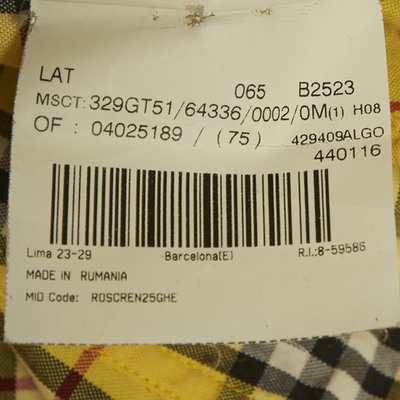 LAT 065 B2523
MSCT: 329GT51/64336/0002/0M(1) H08
OF : 04025189 / (75) 429409ALGO
440116
Lima 23-29 Barcelona(E) R.I.:8-59586
MADE IN RUMANIA
MID Code: ROSCREN25GHE